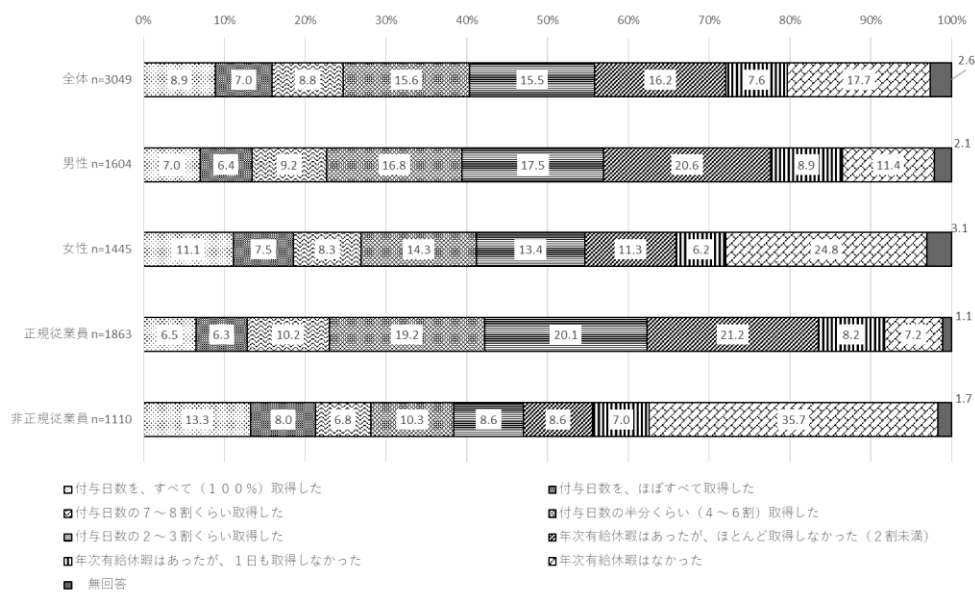 0% 10% 20% 30% 40% 50% 60% 70% 80% 90% 100%
全体 n=3049 8.9 7.0 8.8 15.6 15.5 16.2 7.6 17.7 2.6
男性 n=1604 7.0 6.4 9.2 16.8 17.5 20.6 8.9 11.4 2.1
女性 n=1445 11.1 7.5 8.3 14.3 13.4 11.3 6.2 24.8 3.1
正規従業員 n=1863 6.5 6.3 10.2 19.2 20.1 21.2 8.2 7.2 1.1
非正規従業員 n=1110 13.3 8.0 6.8 10.3 8.6 8.6 7.0 35.7 1.7
付与日数を、すべて（１００％）取得した 付与日数を、ほぼすべて取得した
付与日数の７～８割くらい取得した 付与日数の半分くらい（４～６割）取得した
付与日数の２～３割くらい取得した 年次有給休暇はあったが、ほとんど取得しなかった（２割未満）
年次有給休暇はあったが、１日も取得しなかった 年次有給休暇はなかった
無回答